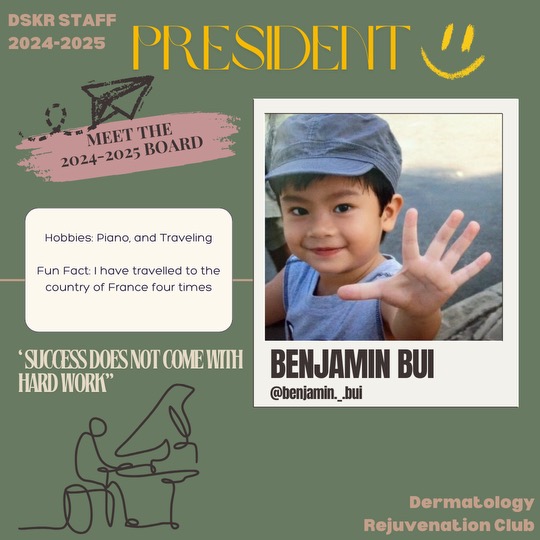 DSKR STAFF
2024-2025
PRESIDENT
MEET THE
2024-2025 BOARD
Hobbies: Piano, and Traveling
Fun Fact: I have travelled to the
country of France four times
‘ SUCCESS DOES NOT COME WITH
HARD WORK”
BENJAMIN BUI
@benjamin._.bui
Dermatology
Rejuvenation Club